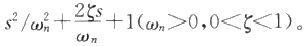 s²/ωₙ² + 2ζs/ωₙ + 1(ωₙ>0,0<ζ<1)。